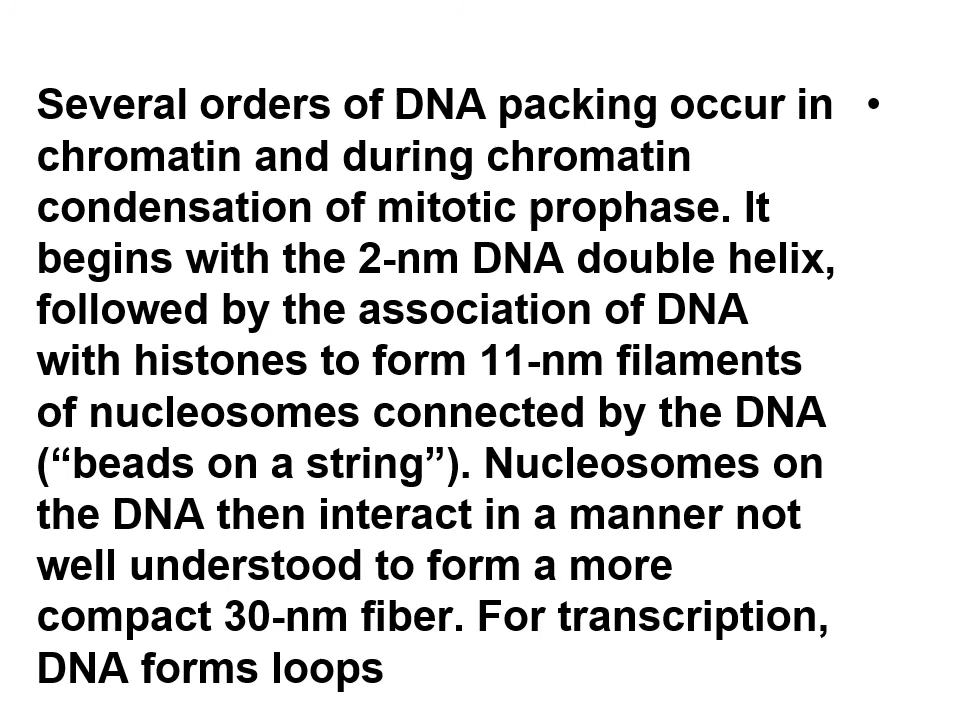 Several orders of DNA packing occur in •
chromatin and during chromatin
condensation of mitotic prophase. It
begins with the 2-nm DNA double helix,
followed by the association of DNA
with histones to form 11-nm filaments
of nucleosomes connected by the DNA
(“beads on a string”). Nucleosomes on
the DNA then interact in a manner not
well understood to form a more
compact 30-nm fiber. For transcription,
DNA forms loops